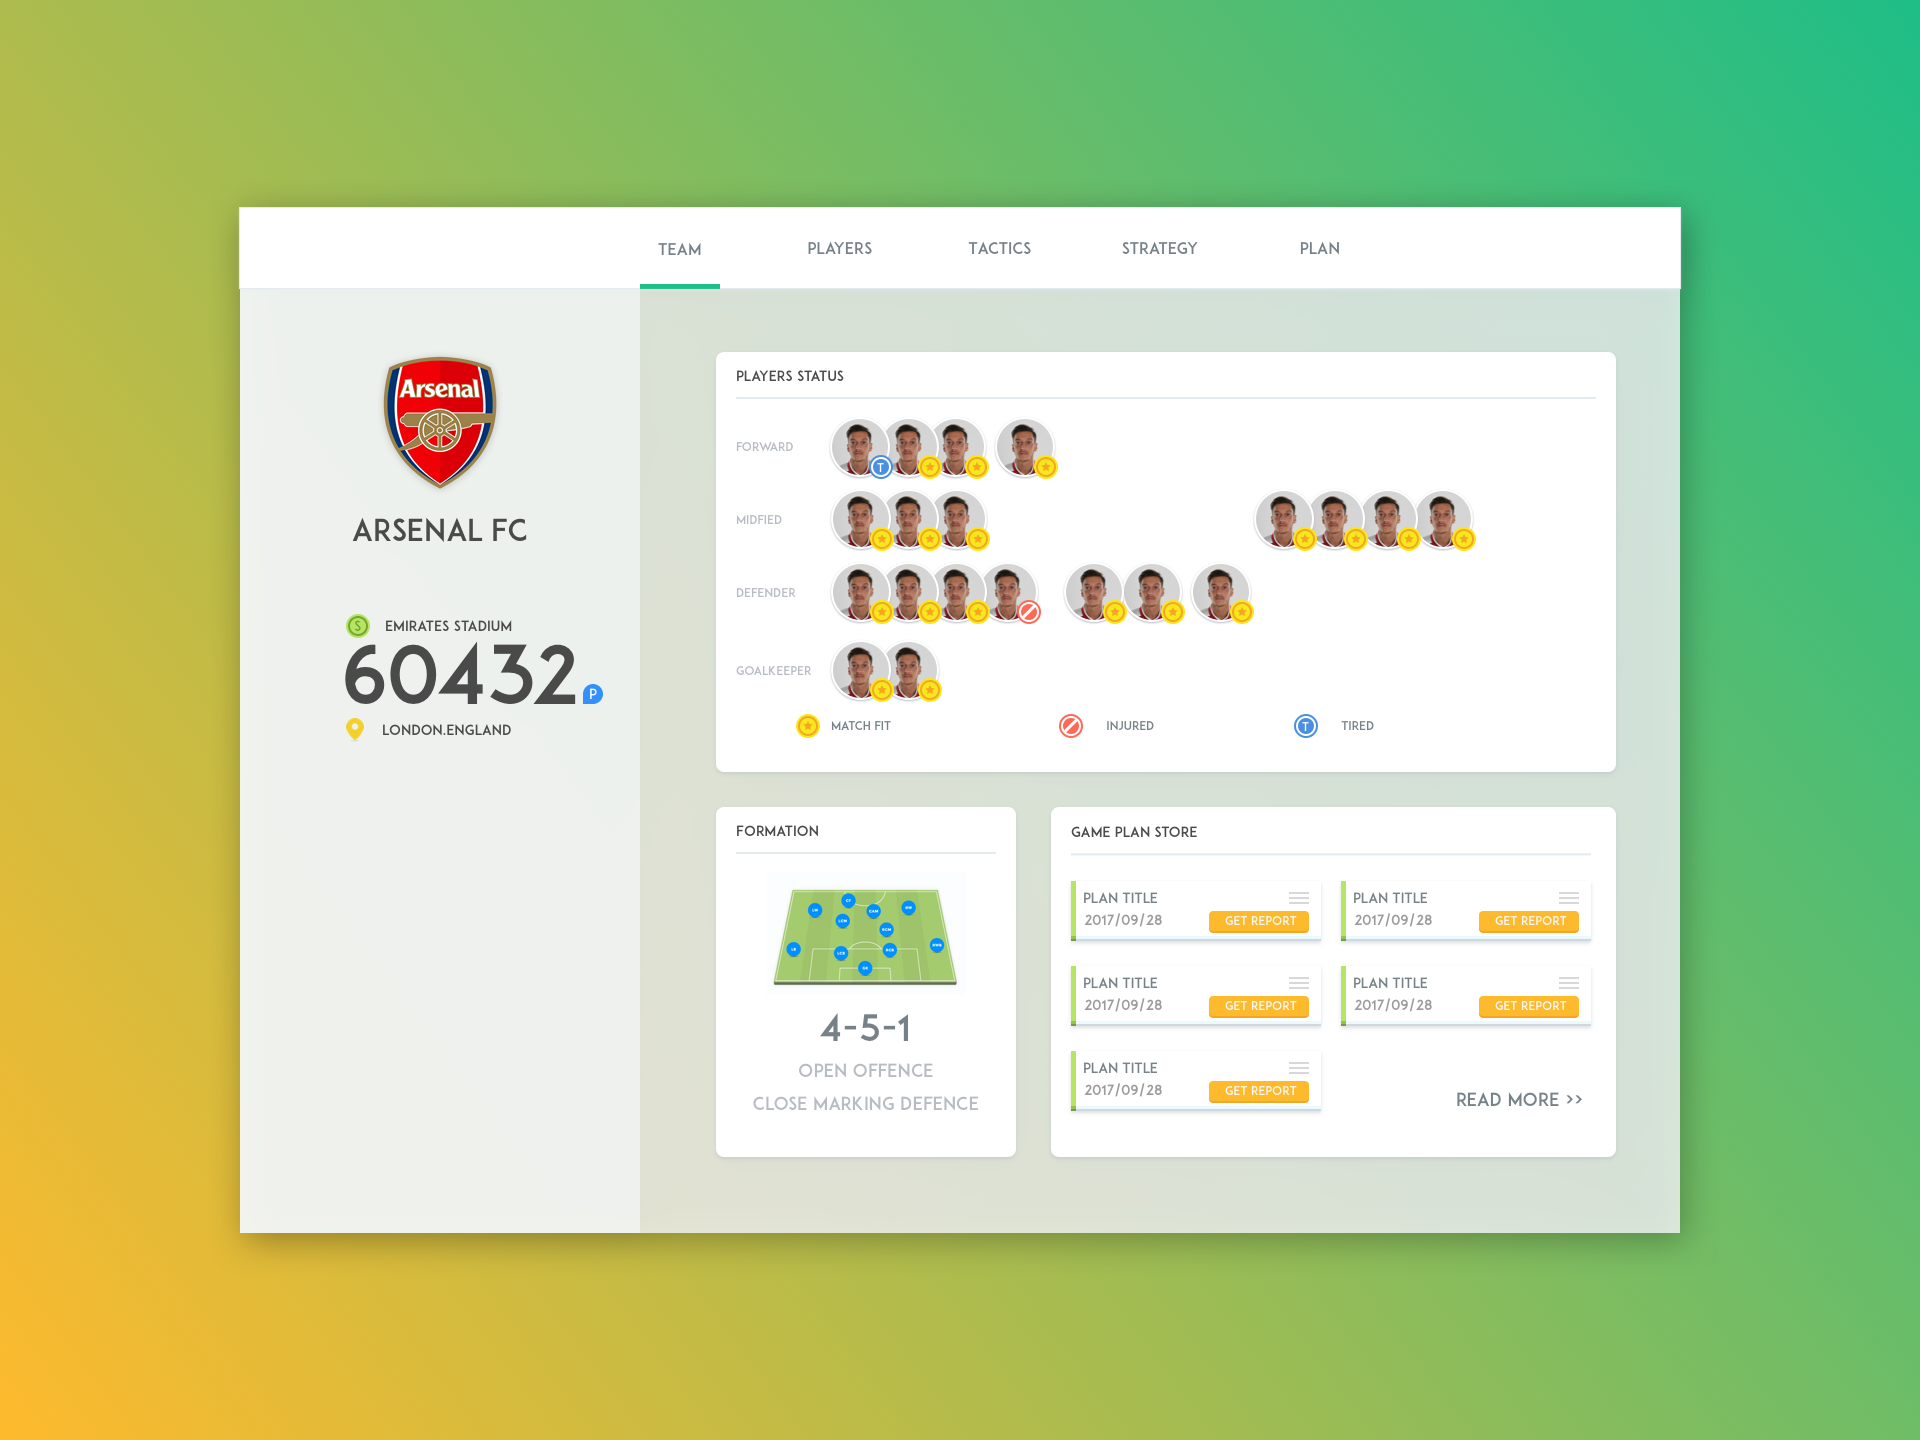 TEAM PLAYERS TACTICS STRATEGY PLAN
Arsenal
ARSENAL FC
S EMIRATES STADIUM
60432 P
LONDON.ENGLAND
PLAYERS STATUS
FORWARD
T
MIDFIED
DEFENDER
GOALKEEPER
MATCH FIT INJURED T TIRED
FORMATION
4-5-1
OPEN OFFENCE
CLOSE MARKING DEFENCE
GAME PLAN STORE
PLAN TITLE
2017/09/28 GET REPORT
PLAN TITLE
2017/09/28 GET REPORT
PLAN TITLE
2017/09/28 GET REPORT
PLAN TITLE
2017/09/28 GET REPORT
PLAN TITLE
2017/09/28 GET REPORT
READ MORE >>